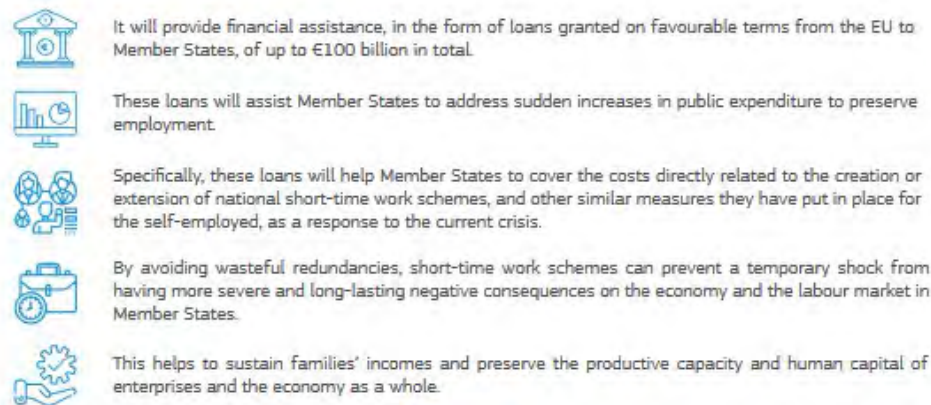 It will provide financial assistance, in the form of loans granted on favourable terms from the EU to
Member States, of up to €100 billion in total.
These loans will assist Member States to address sudden increases in public expenditure to preserve
employment.
Specifically, these loans will help Member States to cover the costs directly related to the creation or
extension of national short-time work schemes, and other similar measures they have put in place for
the self-employed, as a response to the current crisis.
By avoiding wasteful redundancies, short-time work schemes can prevent a temporary shock from
having more severe and long-lasting negative consequences on the economy and the labour market in
Member States.
This helps to sustain families' incomes and preserve the productive capacity and human capital of
enterprises and the economy as a whole.